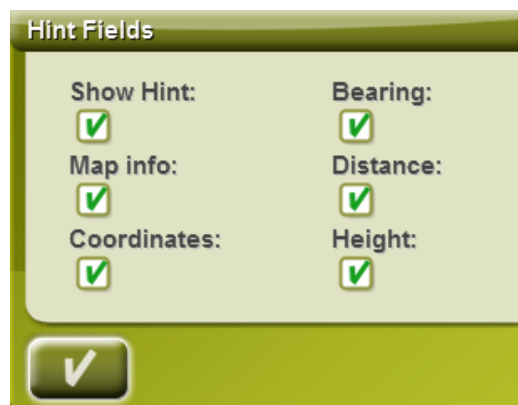 Hint Fields
Show Hint: Bearing:
Map info: Distance:
Coordinates: Height: